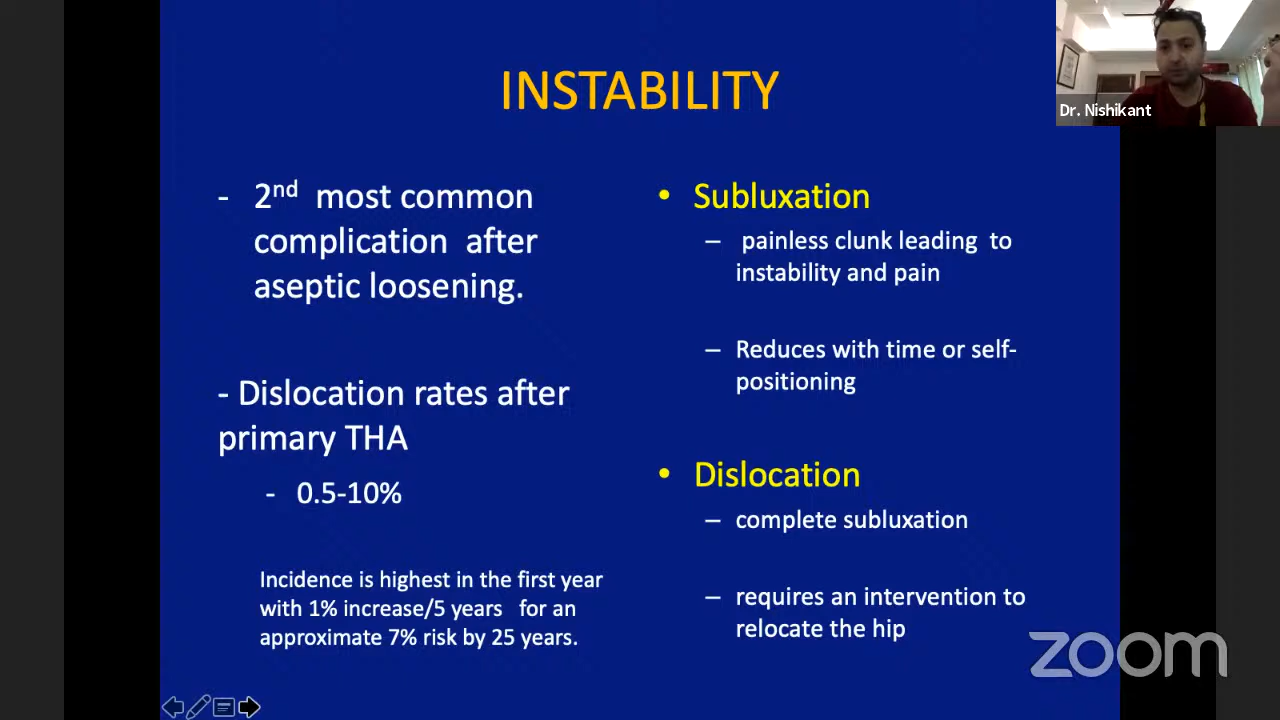 INSTABILITY
Dr. Nishikant
- 2nd most common
complication after
aseptic loosening.
- Dislocation rates after
primary THA
- 0.5-10%
Incidence is highest in the first year
with 1% increase/5 years for an
approximate 7% risk by 25 years.
• Subluxation
– painless clunk leading to
instability and pain
– Reduces with time or self-
positioning
• Dislocation
– complete subluxation
– requires an intervention to
relocate the hip
zoom